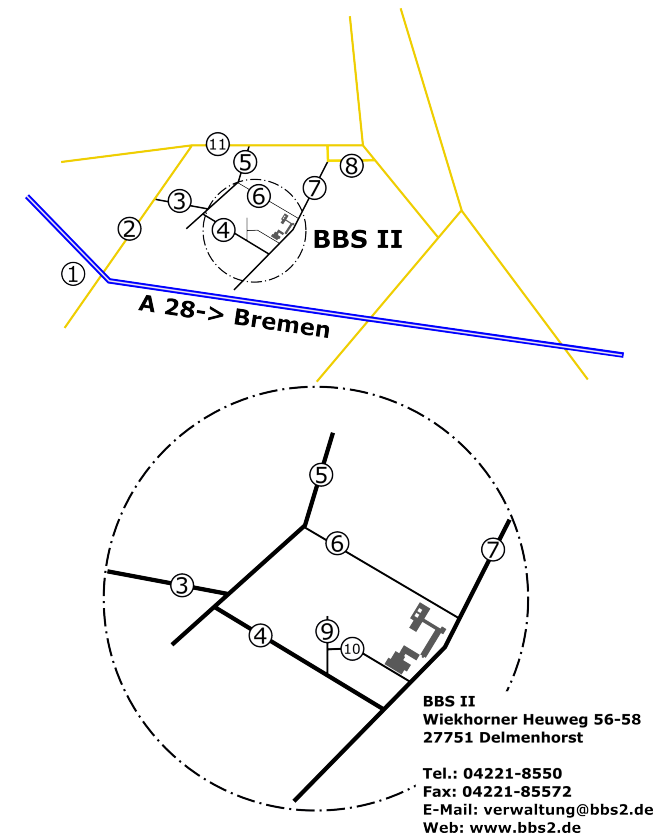 11
5
8
6
7
3
4
2
BBS II
1
A 28-> Bremen
5
6
7
3
9
4
10
BBS II
Wiekhorner Heuweg 56-58
27751 Delmenhorst
Tel.: 04221-8550
Fax: 04221-85572
E-Mail: verwaltung@bbs2.de
Web: www.bbs2.de